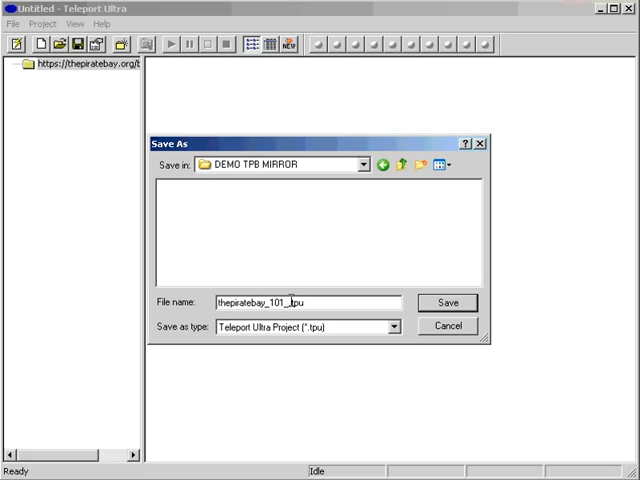 Untitled - Teleport Ultra
File Project View Help
NEW
https://thepiratebay.org/b
Save As
Save in: DEMO TPB MIRROR
File name: thepiratebay_101_.tpu
Save
Save as type: Teleport Ultra Project (*.tpu)
Cancel
Ready Idle